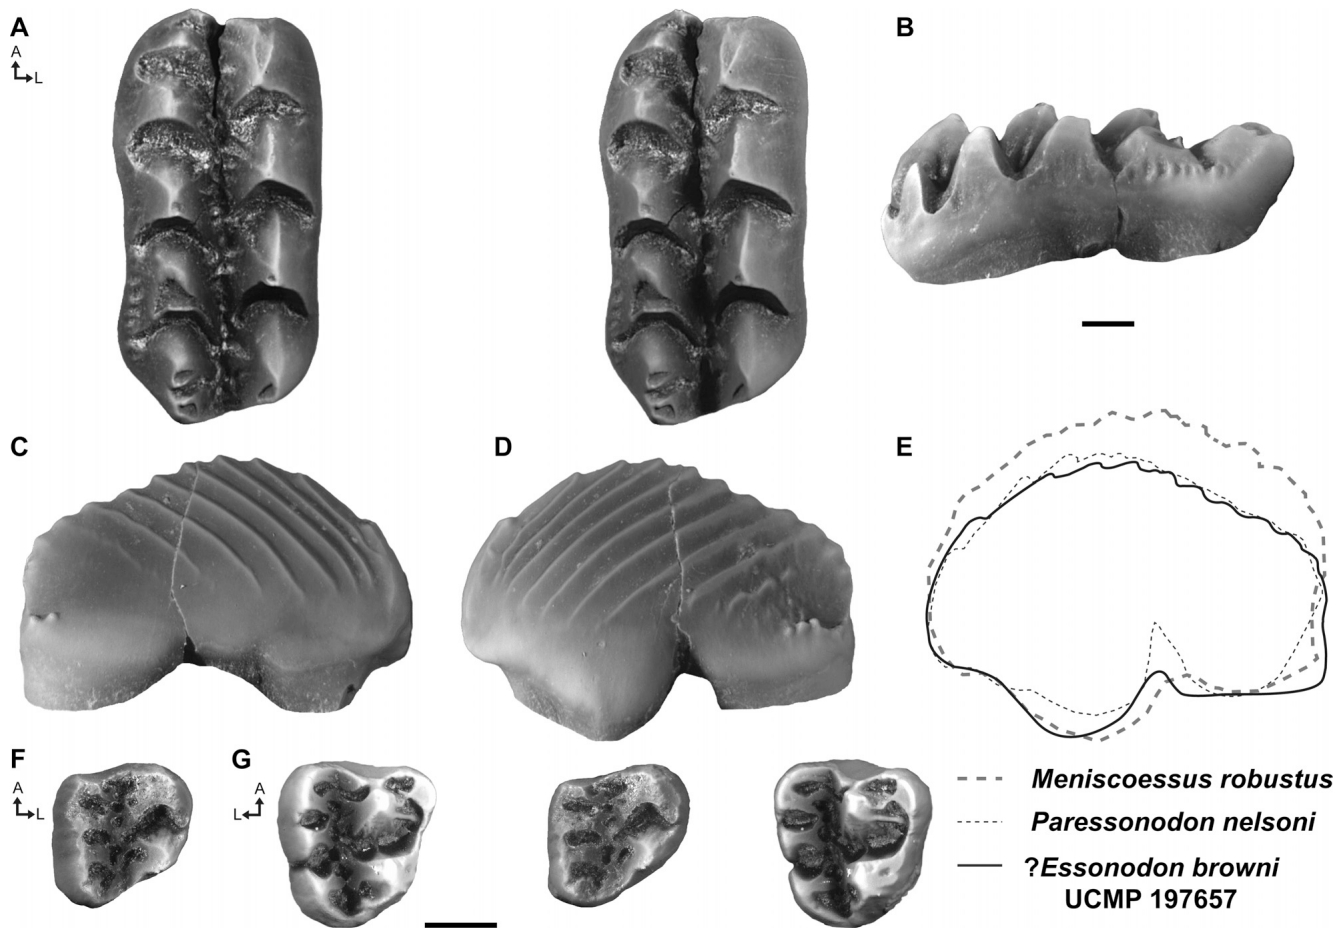 A
A
L
B
C
D
E
F
A
L
G
A
L
Meniscoessus robustus
Paressonodon nelsoni
?Essonodon browni
UCMP 197657